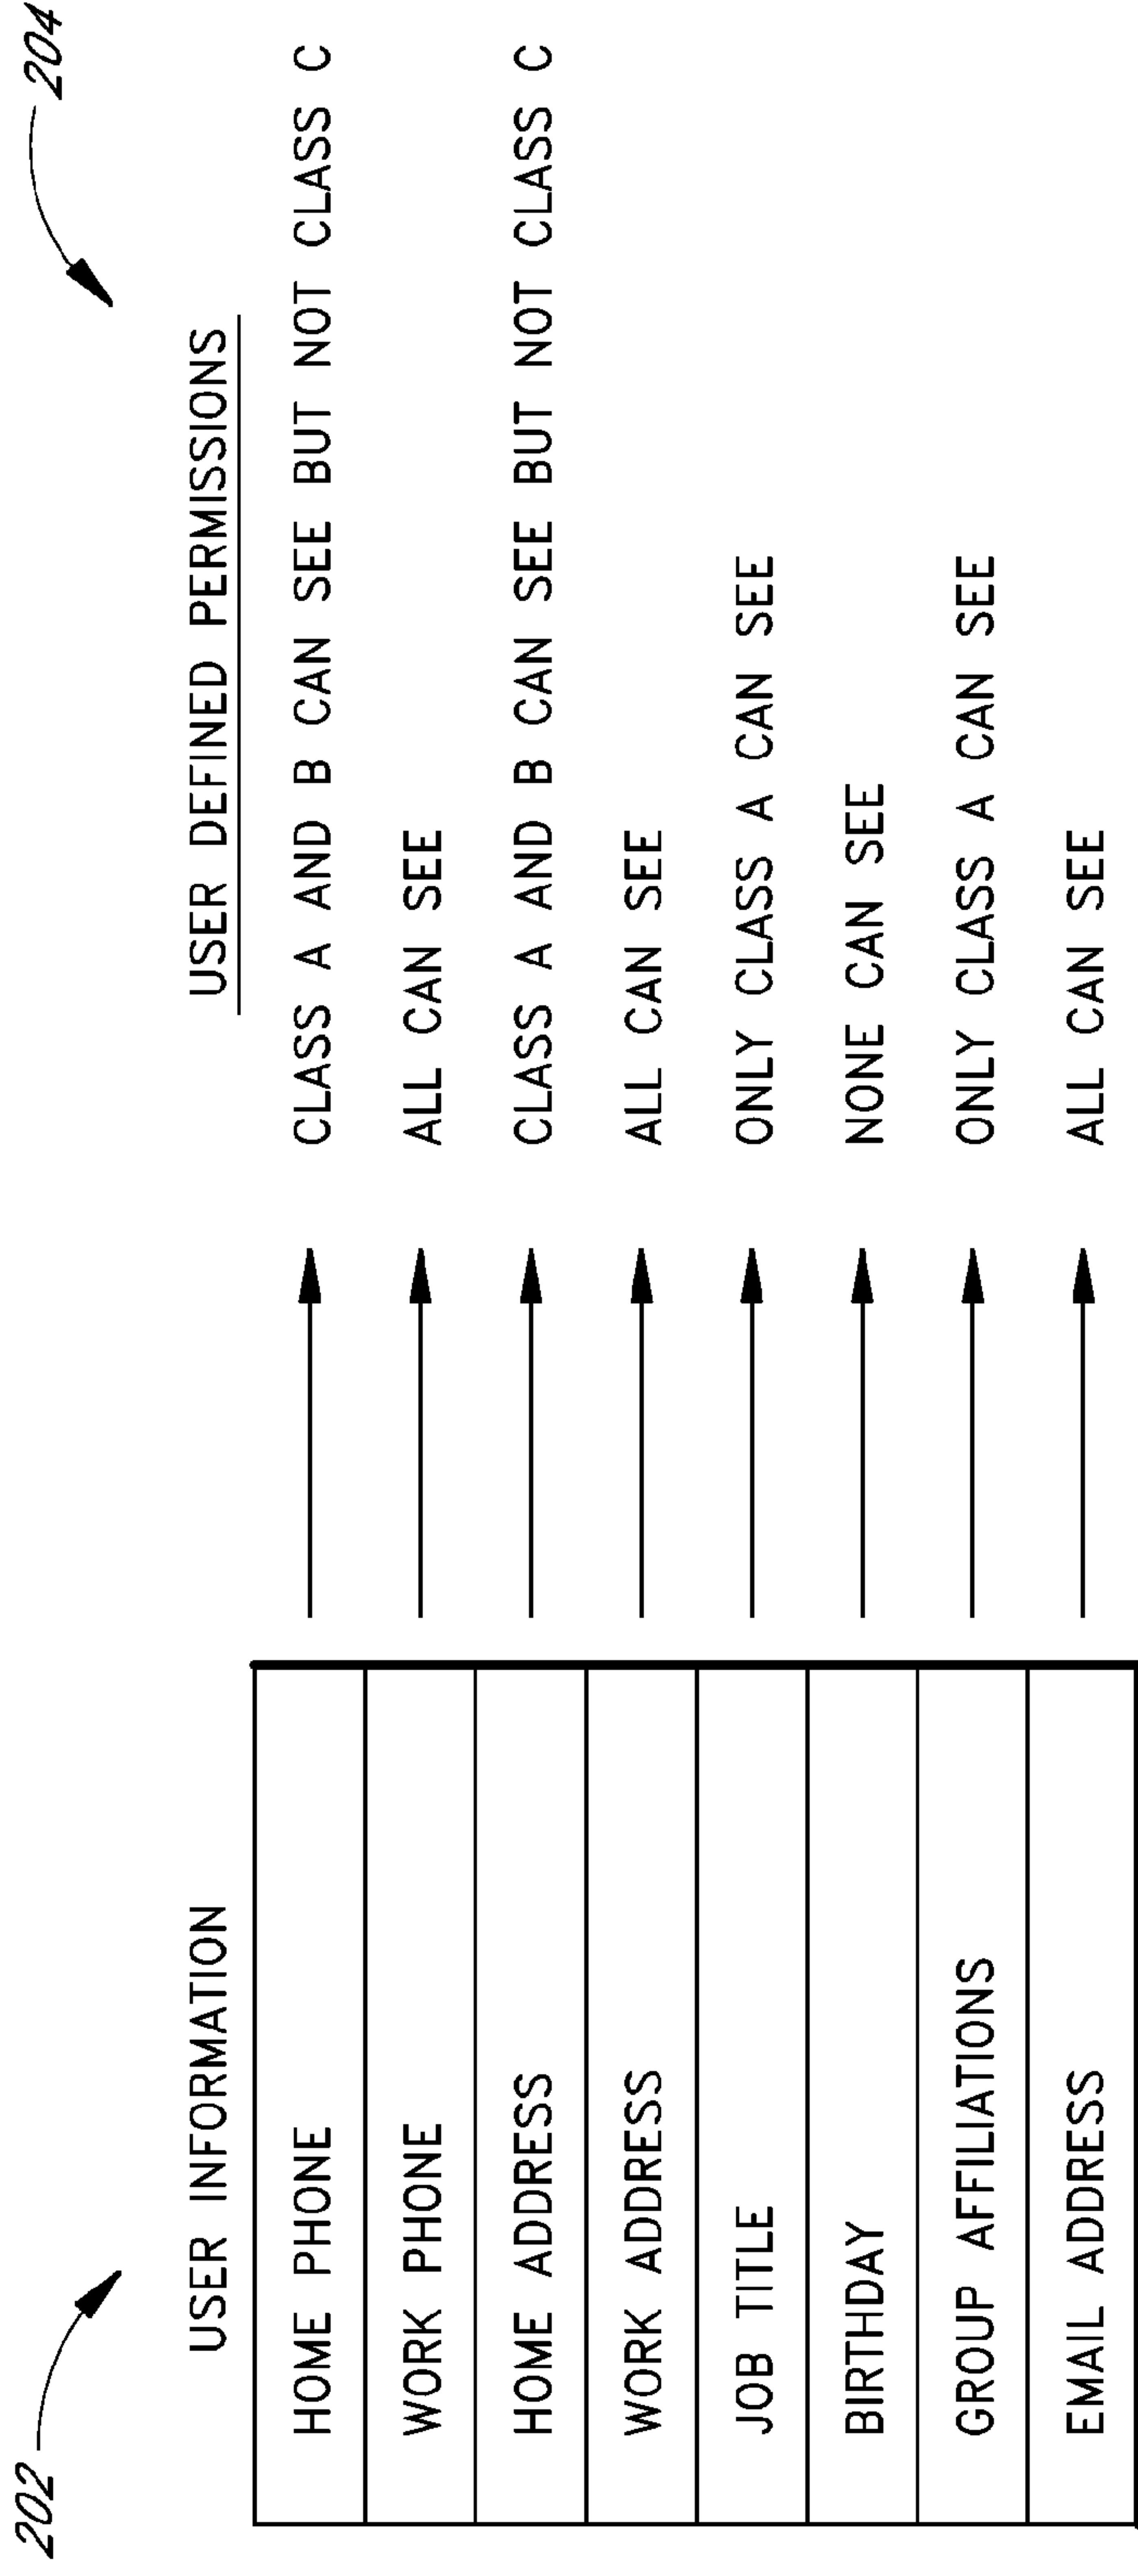 202
204
USER INFORMATION
USER DEFINED PERMISSIONS
HOME PHONE
CLASS A AND B CAN SEE BUT NOT CLASS C
WORK PHONE
ALL CAN SEE
HOME ADDRESS
CLASS A AND B CAN SEE BUT NOT CLASS C
WORK ADDRESS
ALL CAN SEE
JOB TITLE
ONLY CLASS A CAN SEE
BIRTHDAY
NONE CAN SEE
GROUP AFFILIATIONS
ONLY CLASS A CAN SEE
EMAIL ADDRESS
ALL CAN SEE